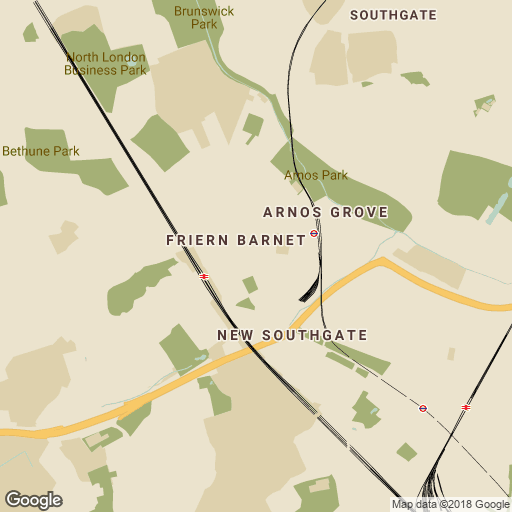 Brunswick
Park
SOUTHGATE
North London
Business Park
Bethune Park
Arnos Park
ARNOS GROVE
FRIERN BARNET
NEW SOUTHGATE
Google
Google
Map data ©2018 Google